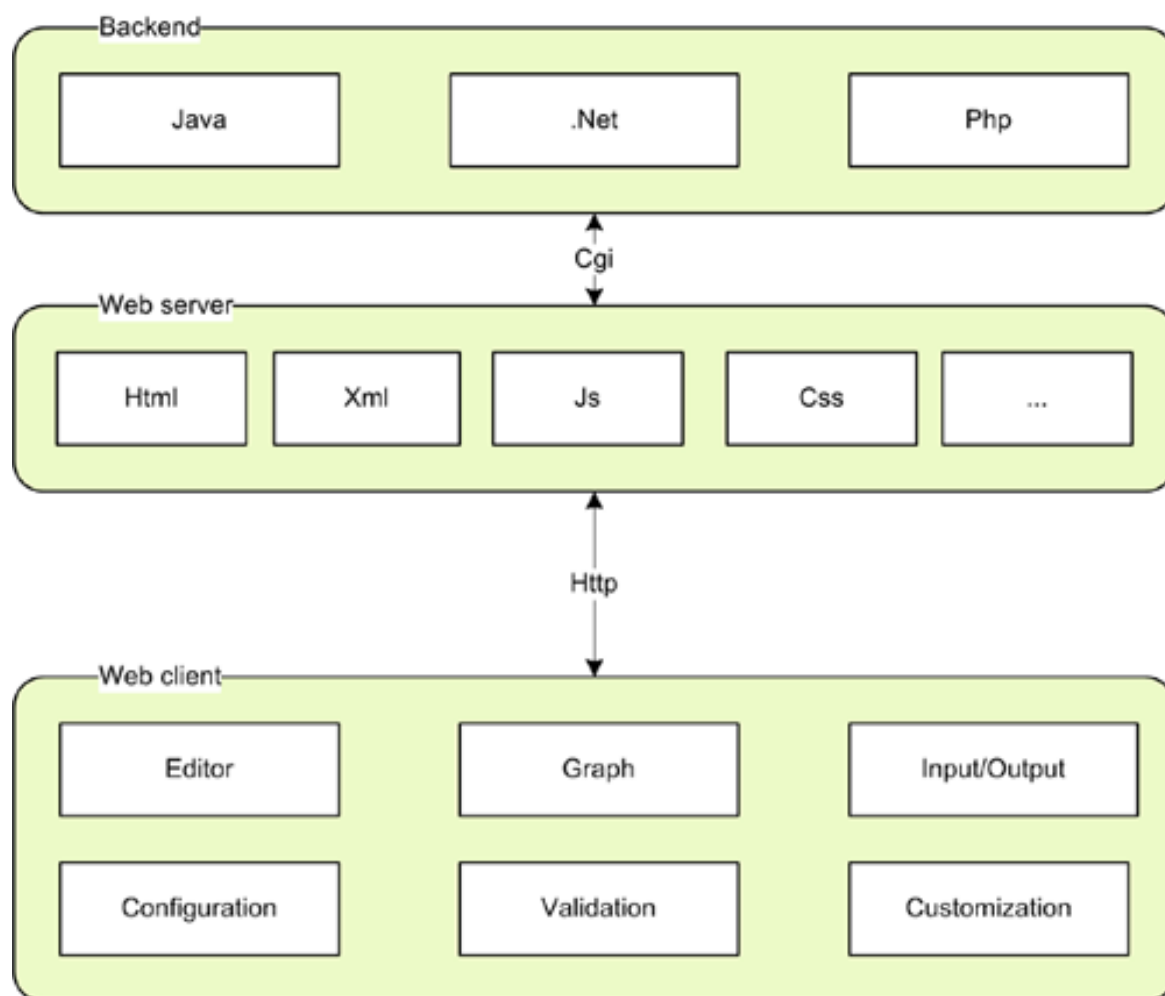 Backend
Java
.Net
Php
Cgi
Web server
Html
Xml
Js
Css
...
Http
Web client
Editor
Graph
Input/Output
Configuration
Validation
Customization